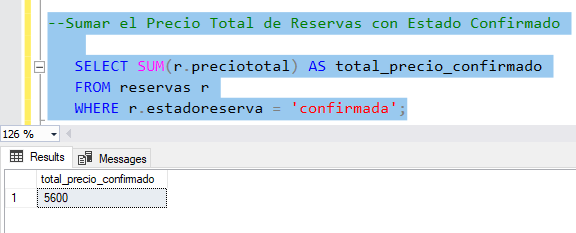 --Sumar el Precio Total de Reservas con Estado Confirmado
SELECT SUM(r.preciototal) AS total_precio_confirmado
FROM reservas r
WHERE r.estadoreserva = 'confirmada';
126 %
Results Messages
total_precio_confirmado
1 5600